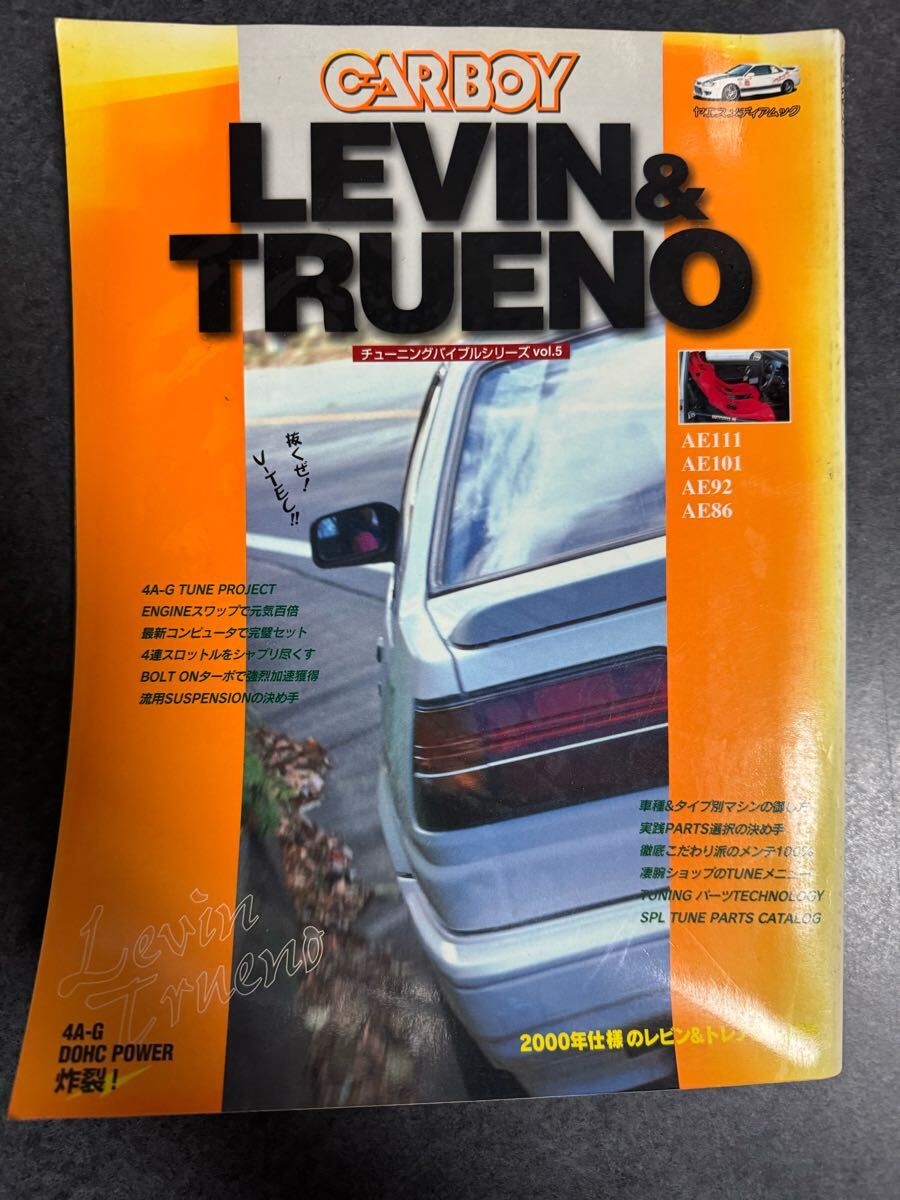 CARBOY
ヤエスメディアムック
LEVIN&
TRUENO
チューニングバイブルシリーズ vol.5
抜くぜ!
V-TEC!!
AE111
AE101
AE92
AE86
4A-G TUNE PROJECT
ENGINEスワップで元気百倍
最新コンピュータで完璧セット
4連スロットルをシャブリ尽くす
BOLT ONターボで強烈加速獲得
流用SUSPENSIONの決め手
車種&タイプ別マシンの御し方
実践PARTS選択の決め手
徹底こだわり派のメンテ100%
凄腕ショップのTUNEメニュー
TUNING パーツTECHNOLOGY
SPL TUNE PARTS CATALOG
Levin
Trueno
4A-G
DOHC POWER
炸裂!
2000年仕様のレビン&トレ